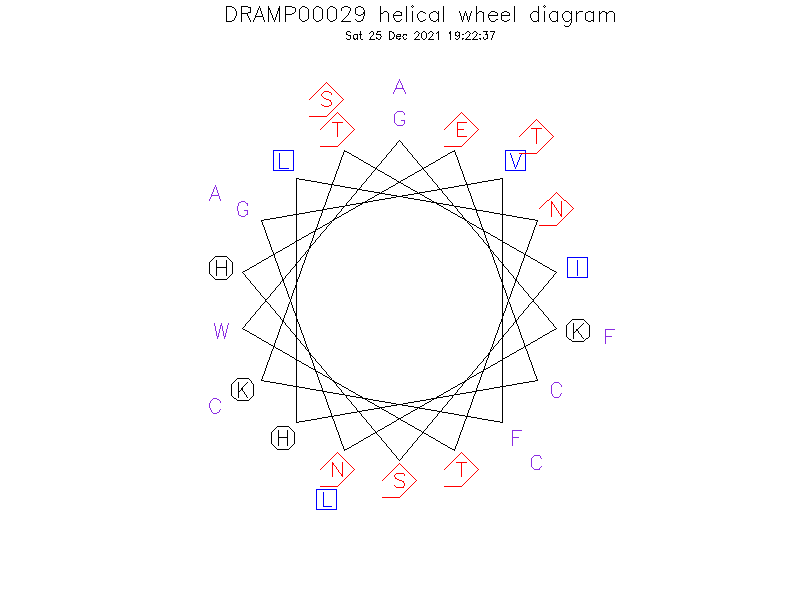 DRAMP00029 helical wheel diagram
Sat 25 Dec 2021 19:22:37
A
S
G
T
E
T
L
V
A
G
N
H
I
W
K
F
K
C
C
H
F
C
N
S
T
L